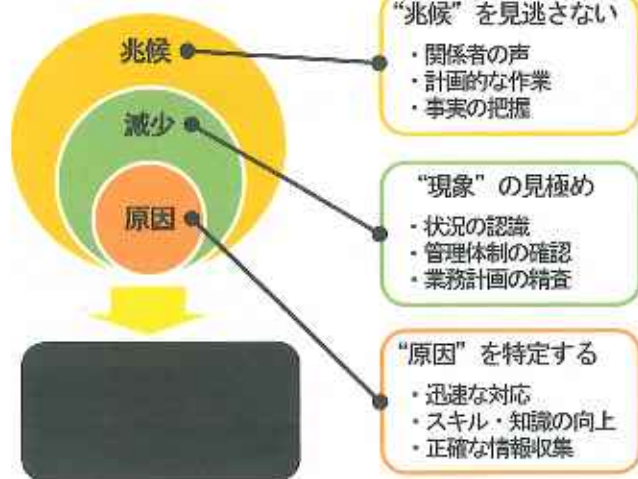 兆候
減少
原因
“兆候”を見逃さない
・関係者の声
・計画的な作業
・事実の把握
“現象”の見極め
・状況の認識
・管理体制の確認
・業務計画の精査
“原因”を特定する
・迅速な対応
・スキル・知識の向上
・正確な情報収集